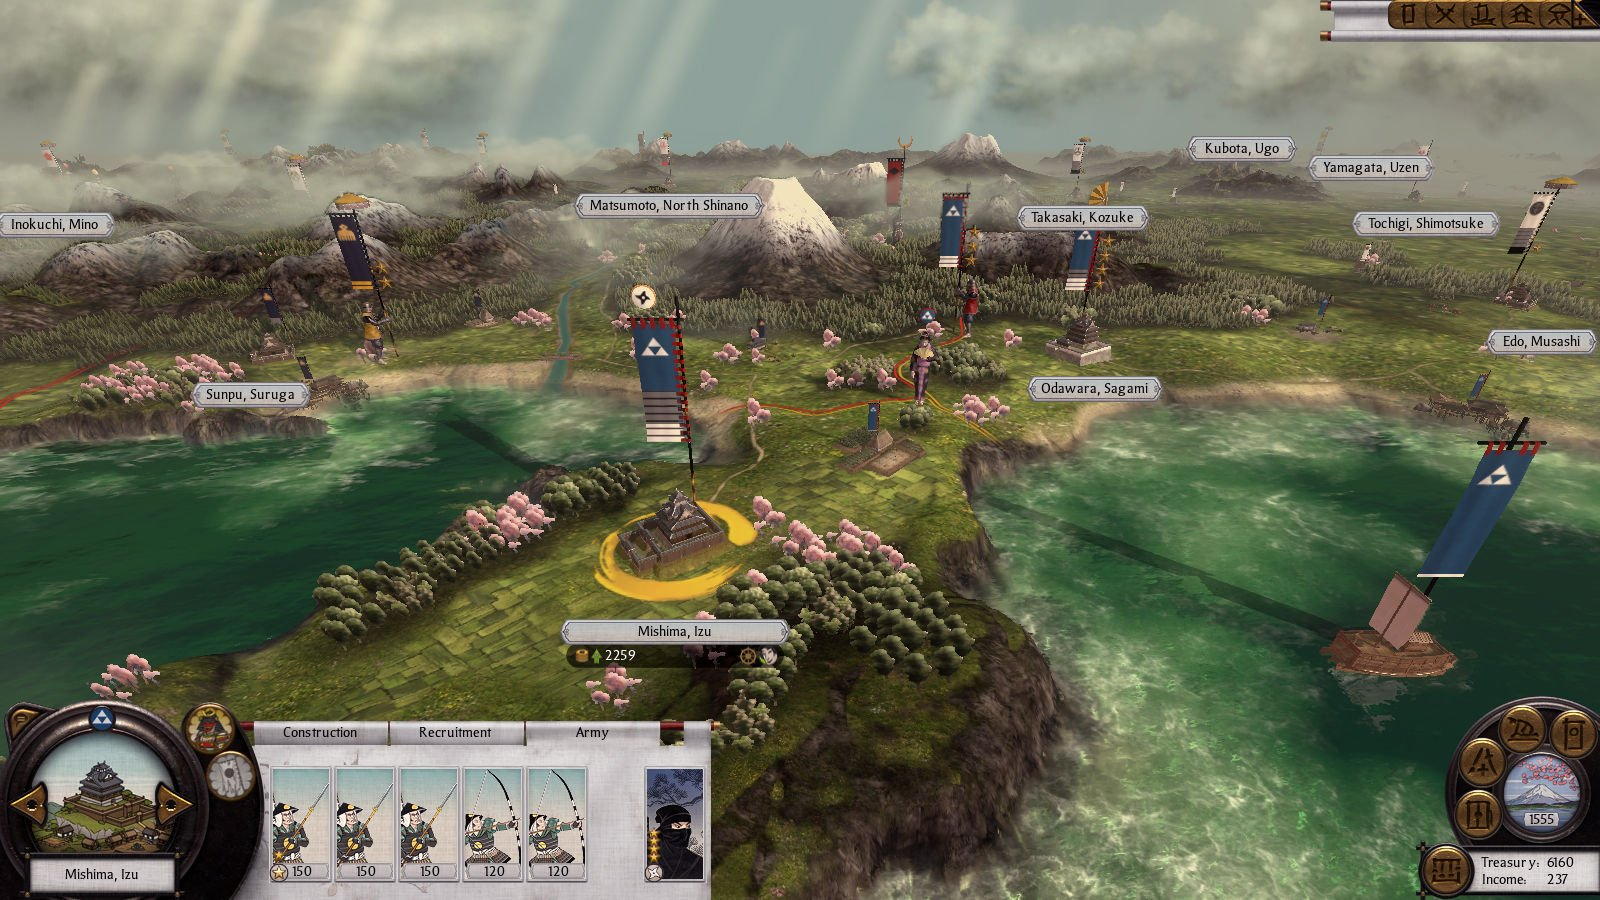 Kubota, Ugo
Yamagata, Uzen
Matsumoto, North Shinano
Takasaki, Kozuke
Inokuchi, Mino
Tochigi, Shimotsuke
Edo, Musashi
Sunpu, Suruga
Odawara, Sagami
Mishima, Izu
2259
Construction
Recruitment
Army
150
150
150
120
120
Mishima, Izu
1555
Treasury: 6160
Income: 237